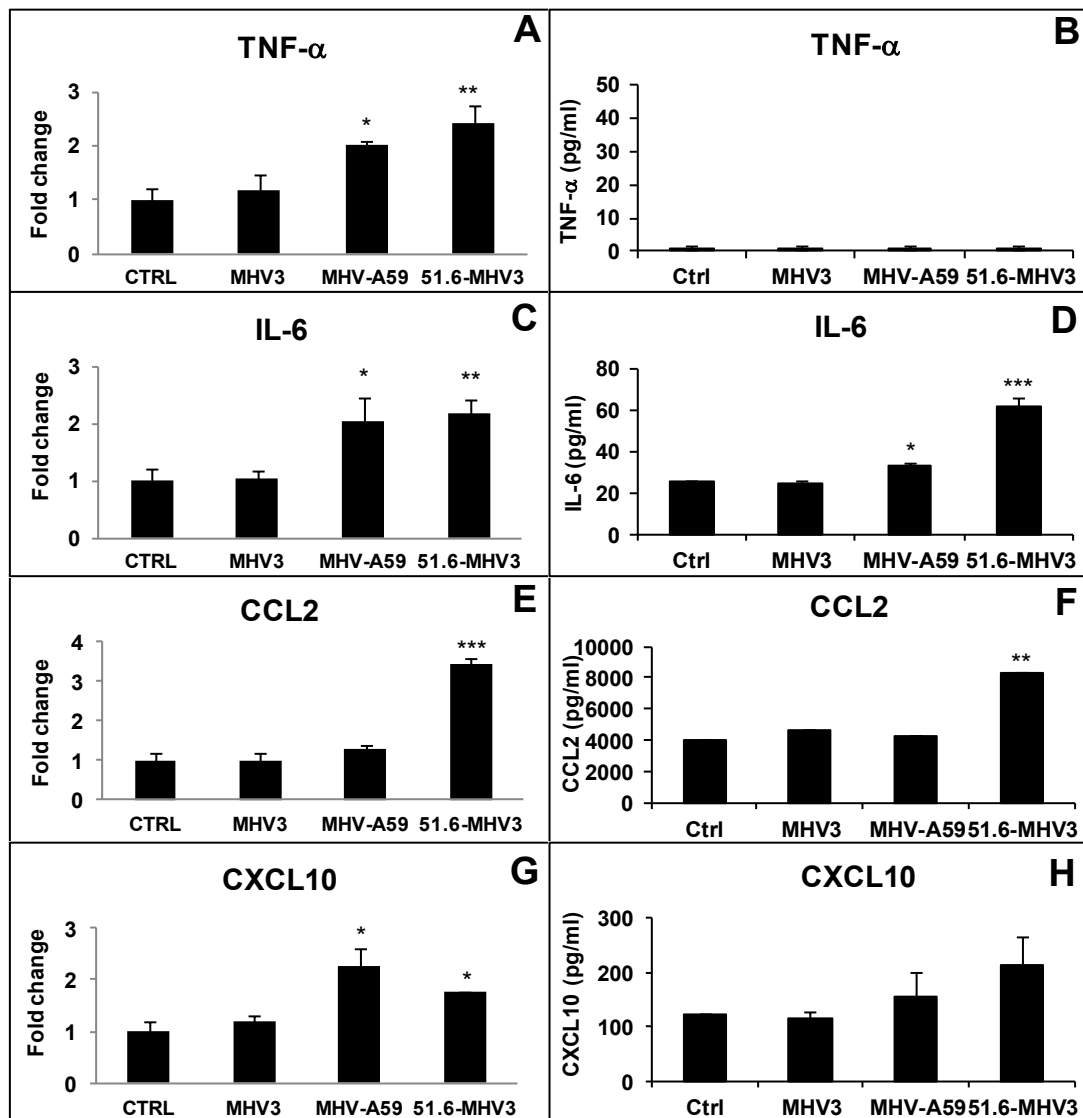 A
TNF-α
Fold change
3
2
1
0
* **
CTRL MHV3 MHV-A59 51.6-MHV3
B
TNF-α
TNF-α (pg/ml)
50
40
30
20
10
0
Ctrl MHV3 MHV-A59 51.6-MHV3
C
IL-6
Fold change
3
2
1
0
* **
CTRL MHV3 MHV-A59 51.6-MHV3
D
IL-6
IL-6 (pg/ml)
80
60
40
20
0
* ***
Ctrl MHV3 MHV-A59 51.6-MHV3
E
CCL2
Fold change
4
3
2
1
0
***
CTRL MHV3 MHV-A59 51.6-MHV3
F
CCL2
CCL2 (pg/ml)
10000
8000
6000
4000
2000
0
**
Ctrl MHV3 MHV-A59 51.6-MHV3
G
CXCL10
Fold change
3
2
1
0
* *
CTRL MHV3 MHV-A59 51.6-MHV3
H
CXCL10
CXCL10 (pg/ml)
300
200
100
0
Ctrl MHV3 MHV-A59 51.6-MHV3